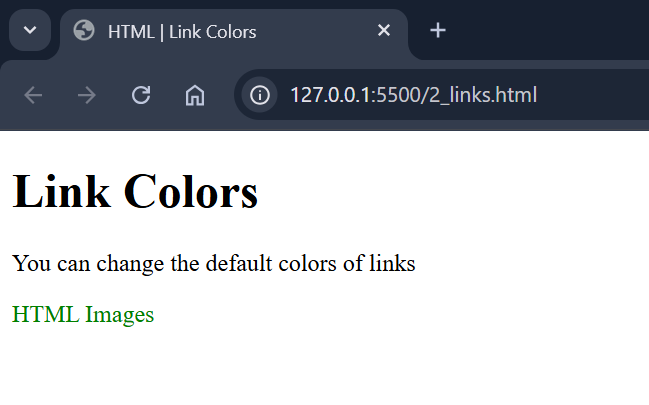 HTML | Link Colors
127.0.0.1:5500/2_links.html
Link Colors
You can change the default colors of links
HTML Images